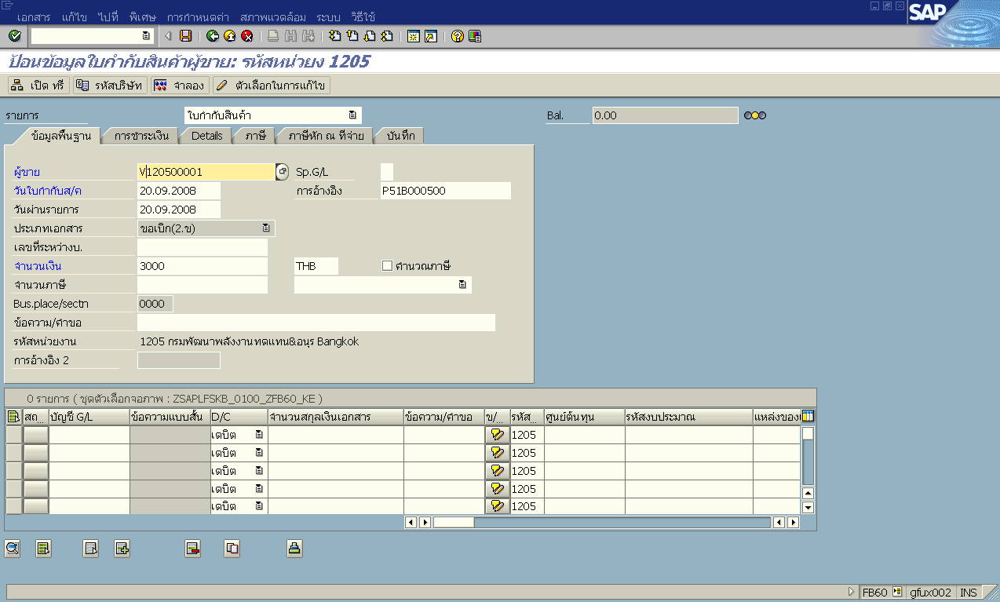 เอกสาร แก้ไข ไปที่ พิเศษ การกำหนดค่า สภาพแวดล้อม ระบบ วิธีใช้
SAP
ป้อนข้อมูลใบกำกับสินค้าผู้ขาย: รหัสหน่วยง 1205
เปิด ทรี รหัสบริษัท จำลอง ตัวเลือกในการแก้ไข
รายการ ใบกำกับสินค้า Bal. 0.00
ข้อมูลพื้นฐาน การชำระเงิน Details ภาษี ภาษีหัก ณ ที่จ่าย บันทึก
ผู้ขาย V120500001 Sp.G/L
วันใบกำกับส/ค 20.09.2008 การอ้างอิง P51B000500
วันผ่านรายการ 20.09.2008
ประเภทเอกสาร ขอเบิก(2.ข)
เลขที่ระหว่างบ.
จำนวนเงิน 3000 THB คำนวณภาษี
จำนวนภาษี
Bus.place/sectn 0000
ข้อความ/คำขอ
รหัสหน่วยงาน 1205 กรมพัฒนาพลังงานทดแทน&อนุร Bangkok
การอ้างอิง 2
0 รายการ ( ชุดตัวเลือกจอภาพ : ZSAPLFSKB_0100_ZFB60_KE )
สถ... บัญชี G/L ข้อความแบบสั้น D/C จำนวนสกุลเงินเอกสาร ข้อความ/คำขอ ข/... รหัส... ศูนย์ต้นทุน รหัสงบประมาณ แหล่งของเ
เดบิต 1205
เดบิต 1205
เดบิต 1205
เดบิต 1205
เดบิต 1205
FB60 gfux002 INS